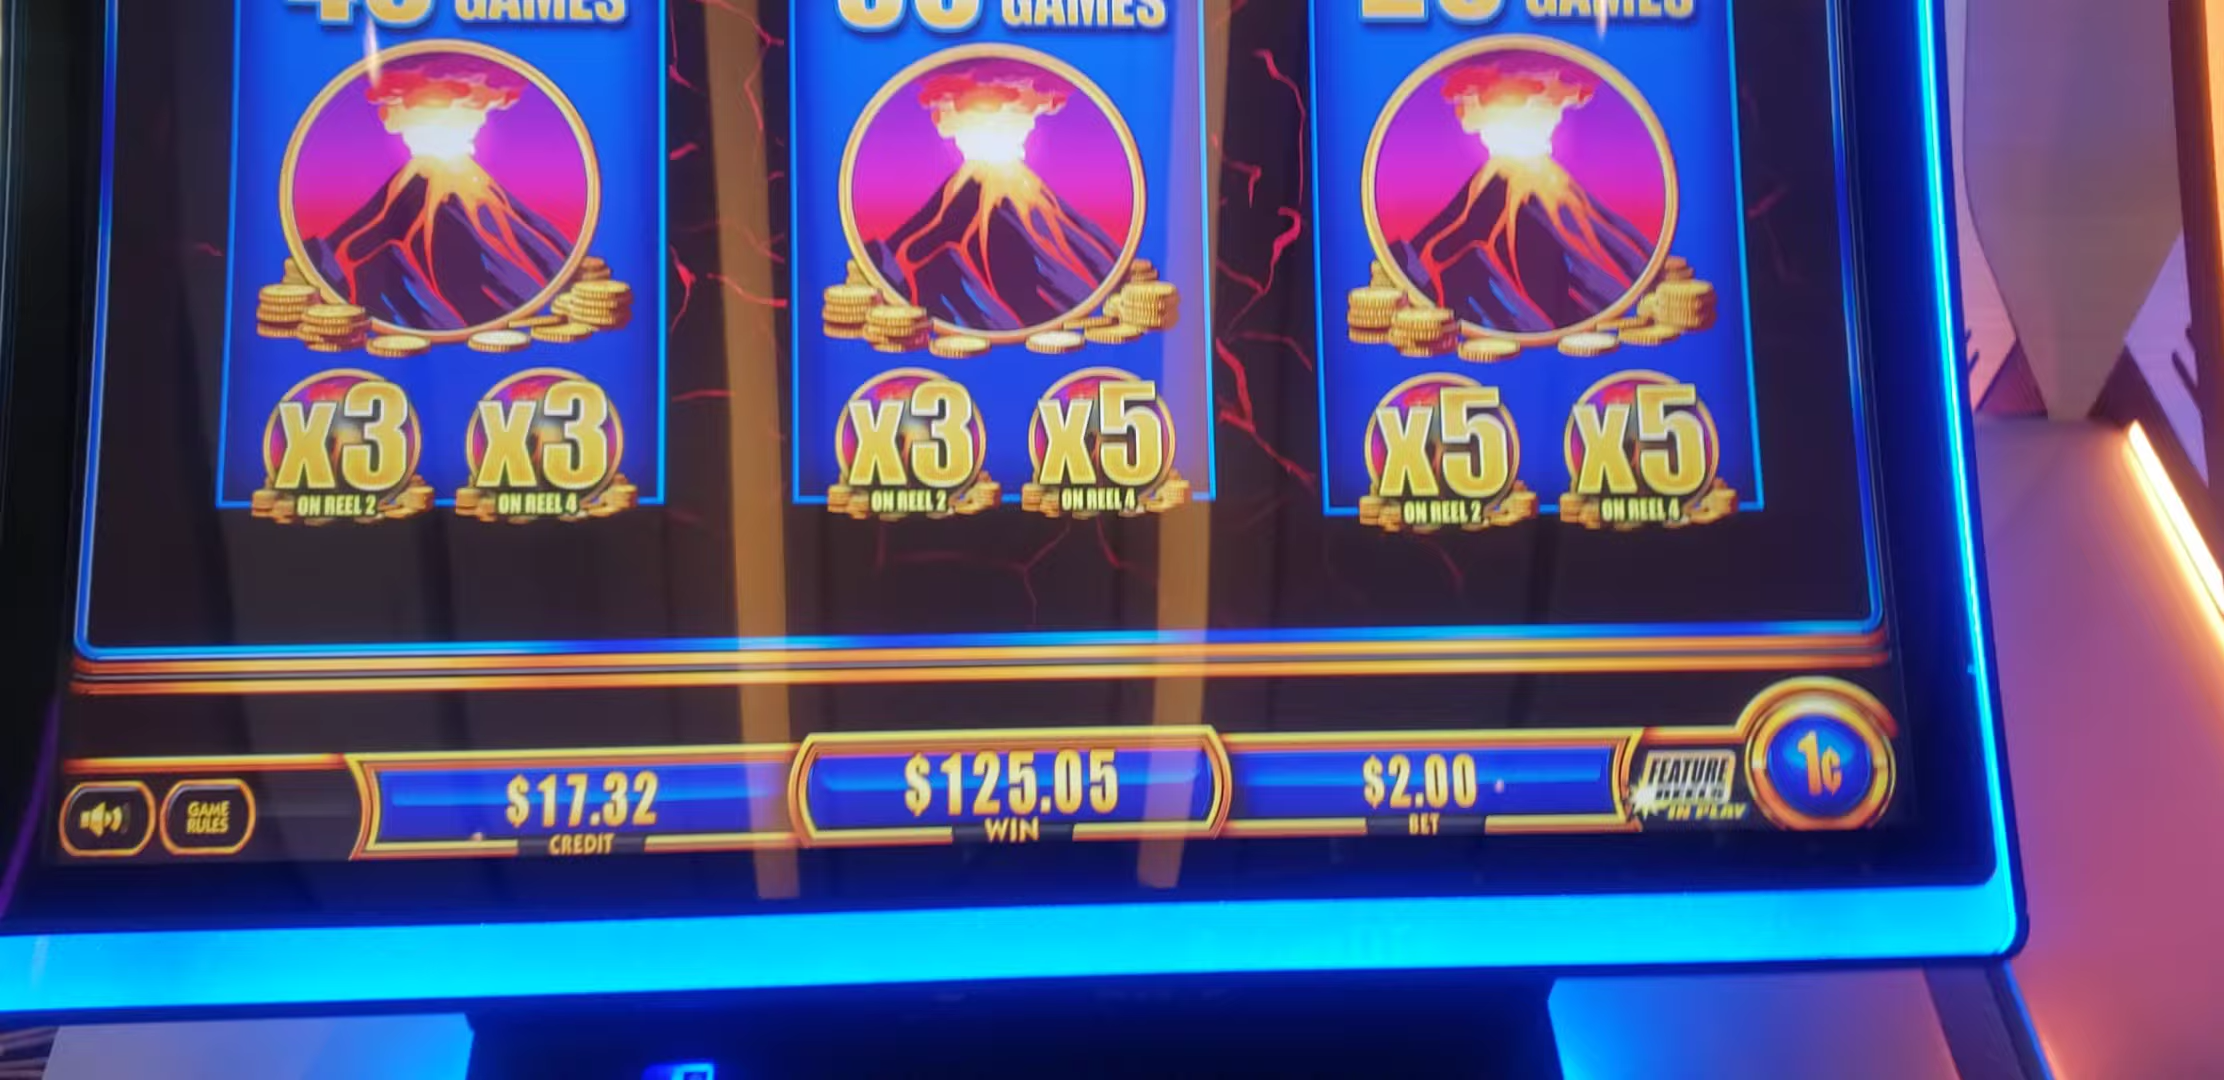 GAMES
GAMES
GAMES
x3
ON REEL 2
x3
ON REEL 4
x3
ON REEL 2
x5
ON REEL 4
x5
ON REEL 2
x5
ON REEL 4
GAME
RULES
$17.32
CREDIT
$125.05
WIN
$2.00
BET
FEATURE
IN PLAY
1¢